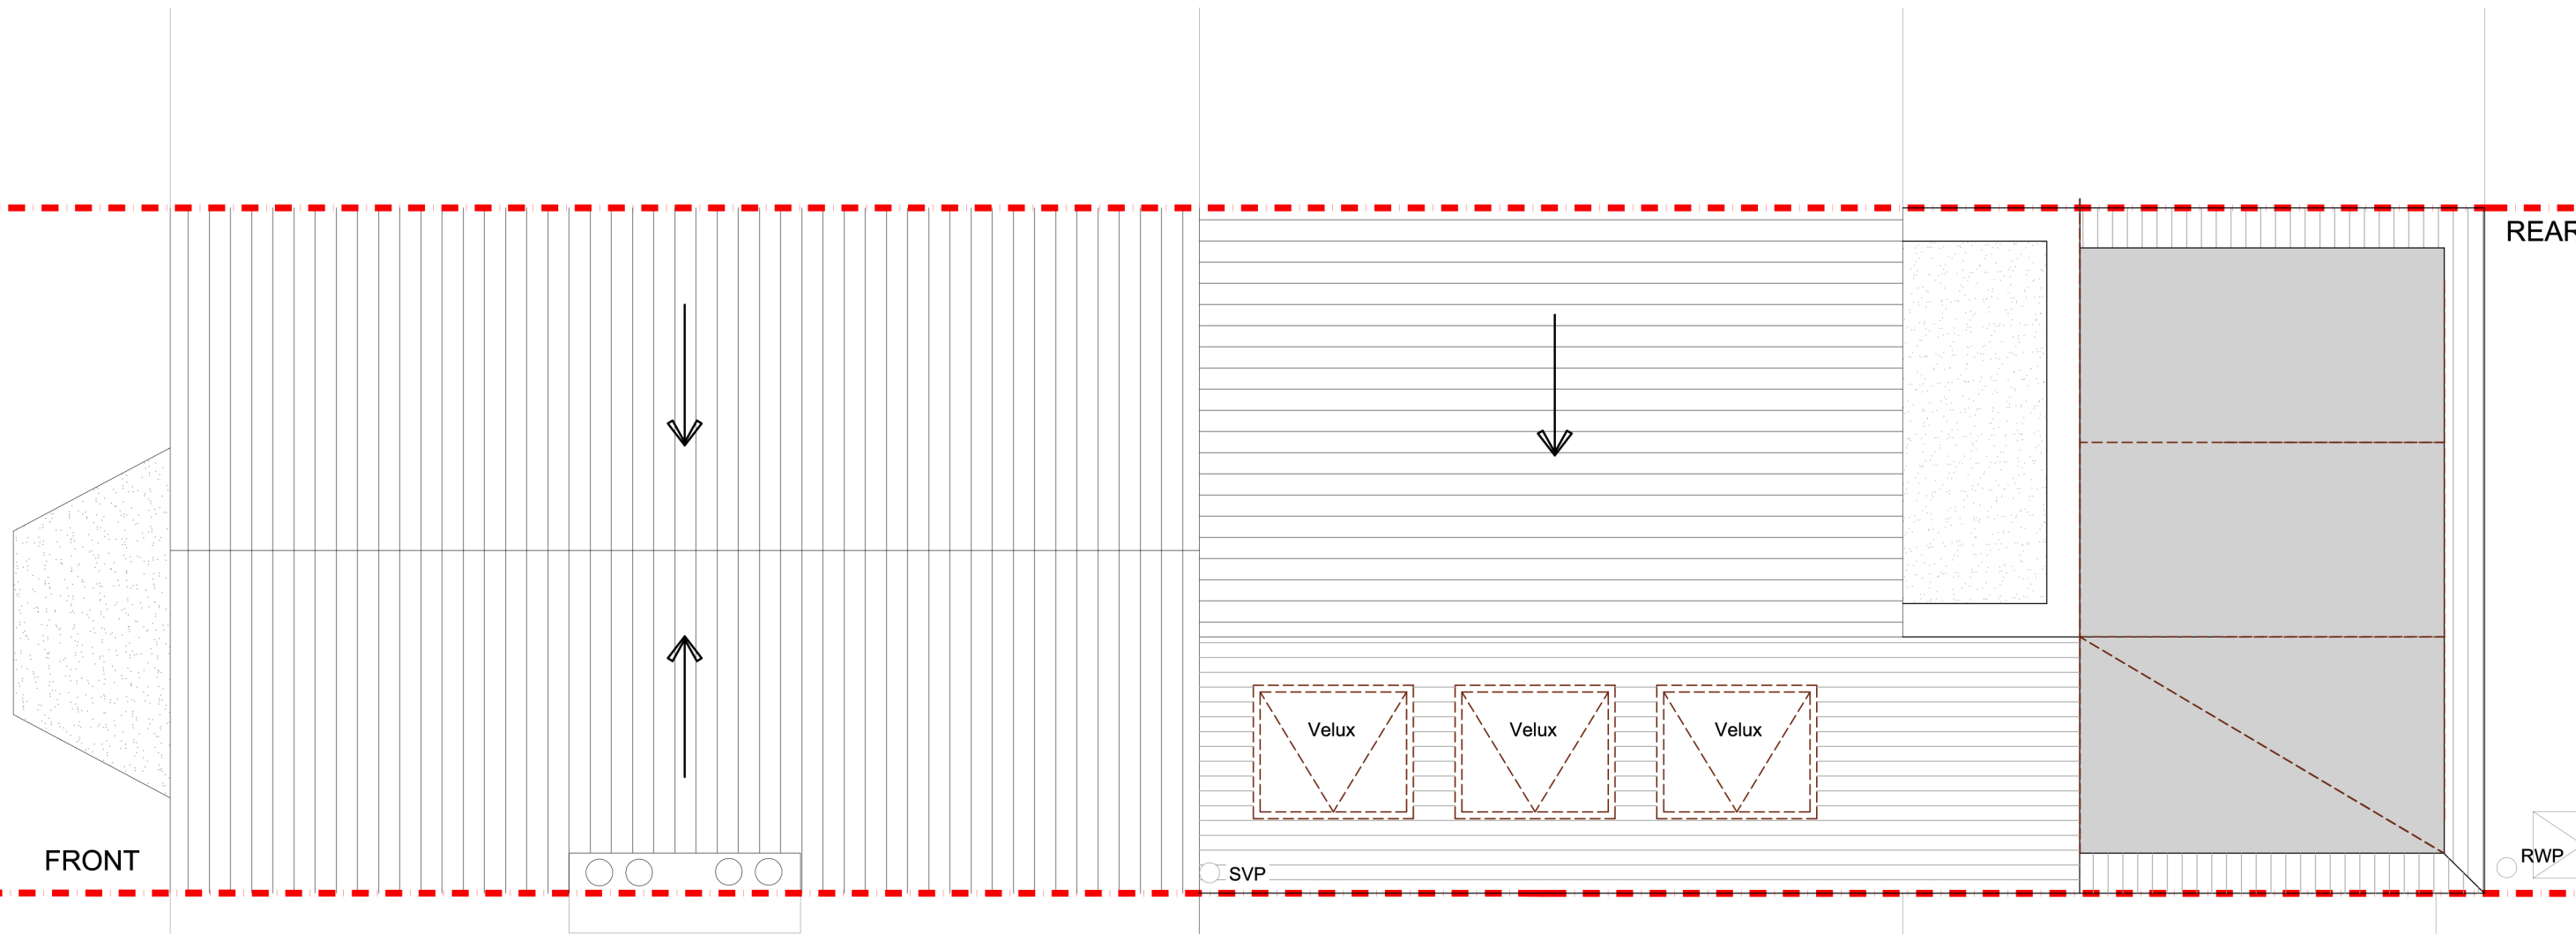 REAR
Velux
Velux
Velux
FRONT
SVP
RWP